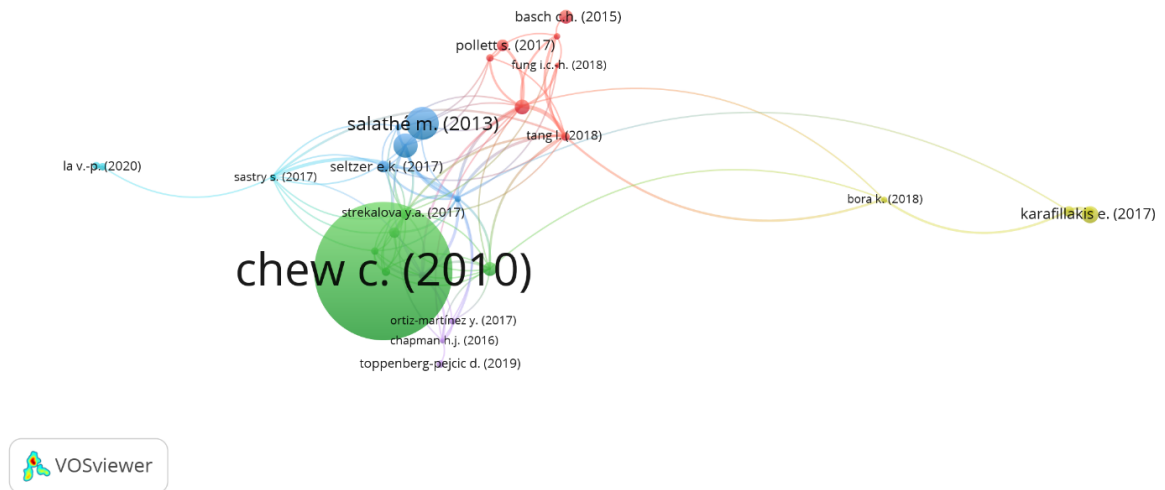 basch c.h. (2015)
pollett s. (2017)
fung i.c.-h. (2018)
salathé m. (2013)
tang l. (2018)
la v.-p. (2020)
seltzer e.k. (2017)
sastry s. (2017)
bora k. (2018)
strekalova y.a. (2017)
karafillakis e. (2017)
chew c. (2010)
ortiz-martínez y. (2017)
chapman h.j. (2016)
toppenberg-pejcic d. (2019)
VOSviewer